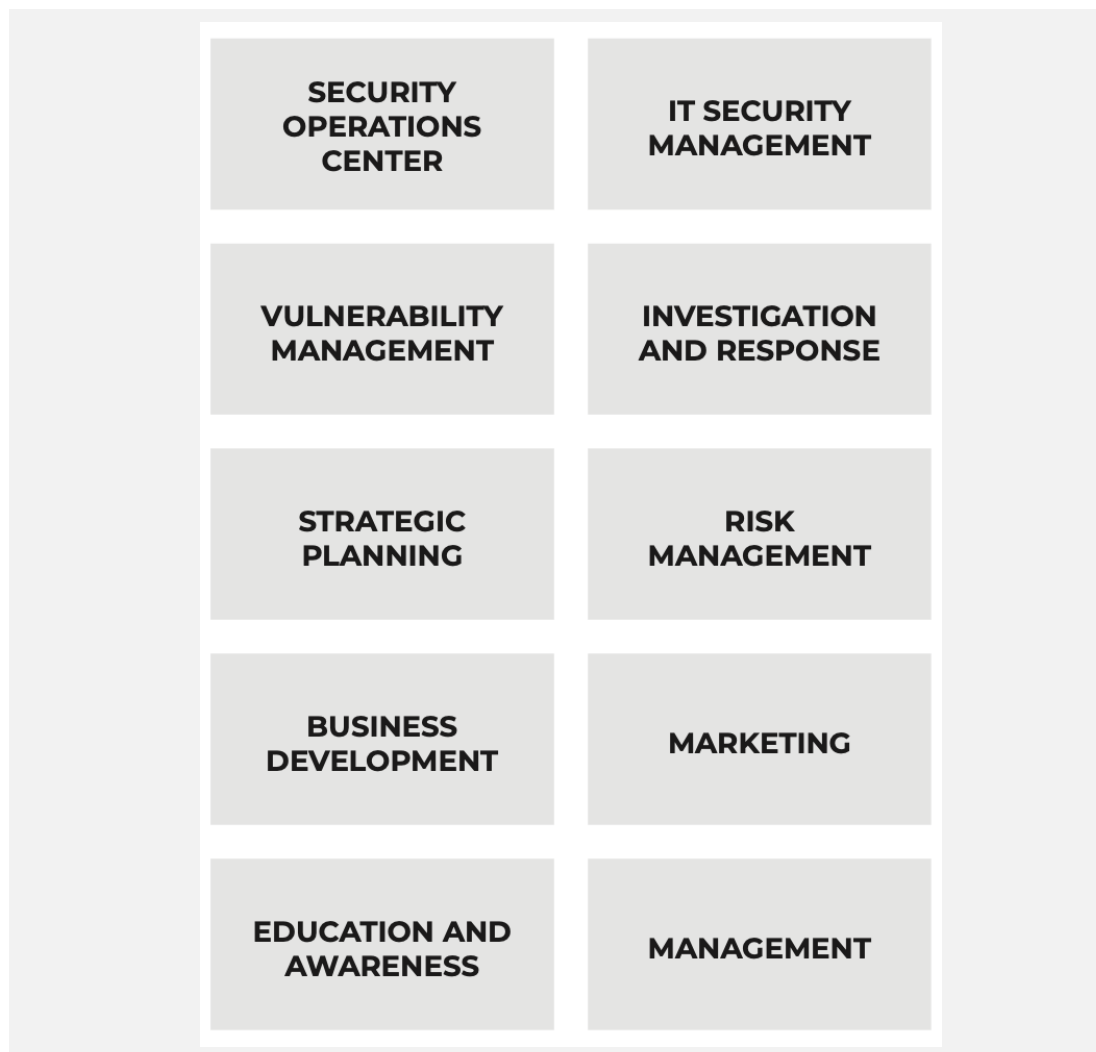 SECURITY
OPERATIONS
CENTER
IT SECURITY
MANAGEMENT
VULNERABILITY
MANAGEMENT
INVESTIGATION
AND RESPONSE
STRATEGIC
PLANNING
RISK
MANAGEMENT
BUSINESS
DEVELOPMENT
MARKETING
EDUCATION AND
AWARENESS
MANAGEMENT